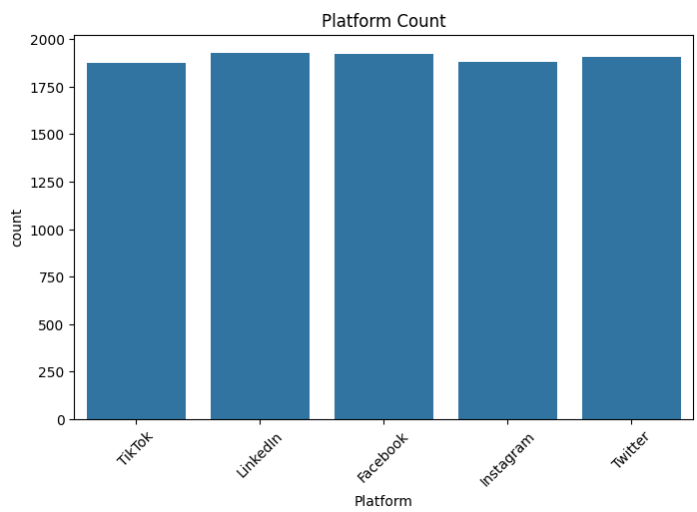 Platform Count
2000
1750
1500
1250
1000
750
500
250
0
count
TikTok
LinkedIn
Facebook
Instagram
Twitter
Platform